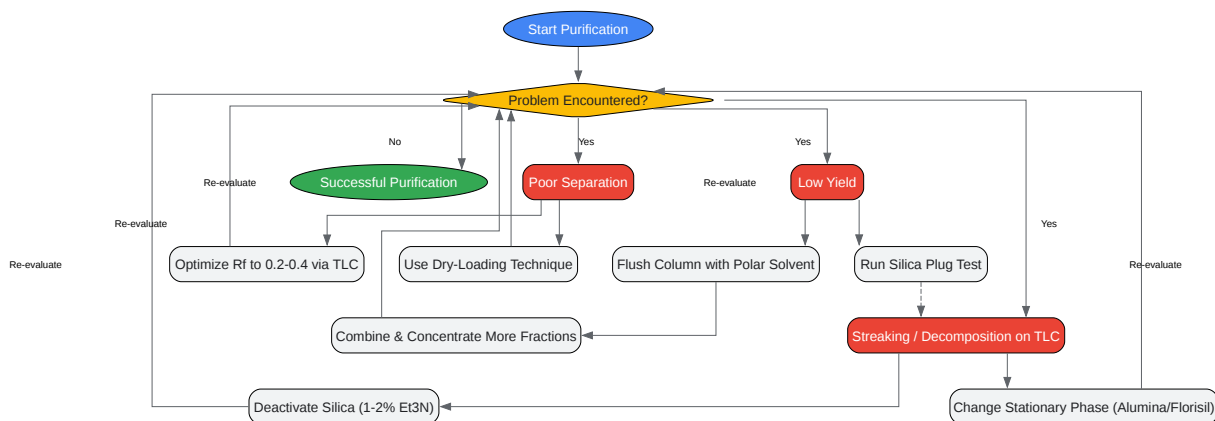 Start Purification
Problem Encountered?
No
Yes
Yes
Successful Purification
Poor Separation
Re-evaluate
Low Yield
Re-evaluate
Re-evaluate
Yes
Re-evaluate
Optimize Rf to 0.2-0.4 via TLC
Use Dry-Loading Technique
Flush Column with Polar Solvent
Run Silica Plug Test
Re-evaluate
Combine & Concentrate More Fractions
Streaking / Decomposition on TLC
Deactivate Silica (1-2% Et3N)
Change Stationary Phase (Alumina/Florisil)